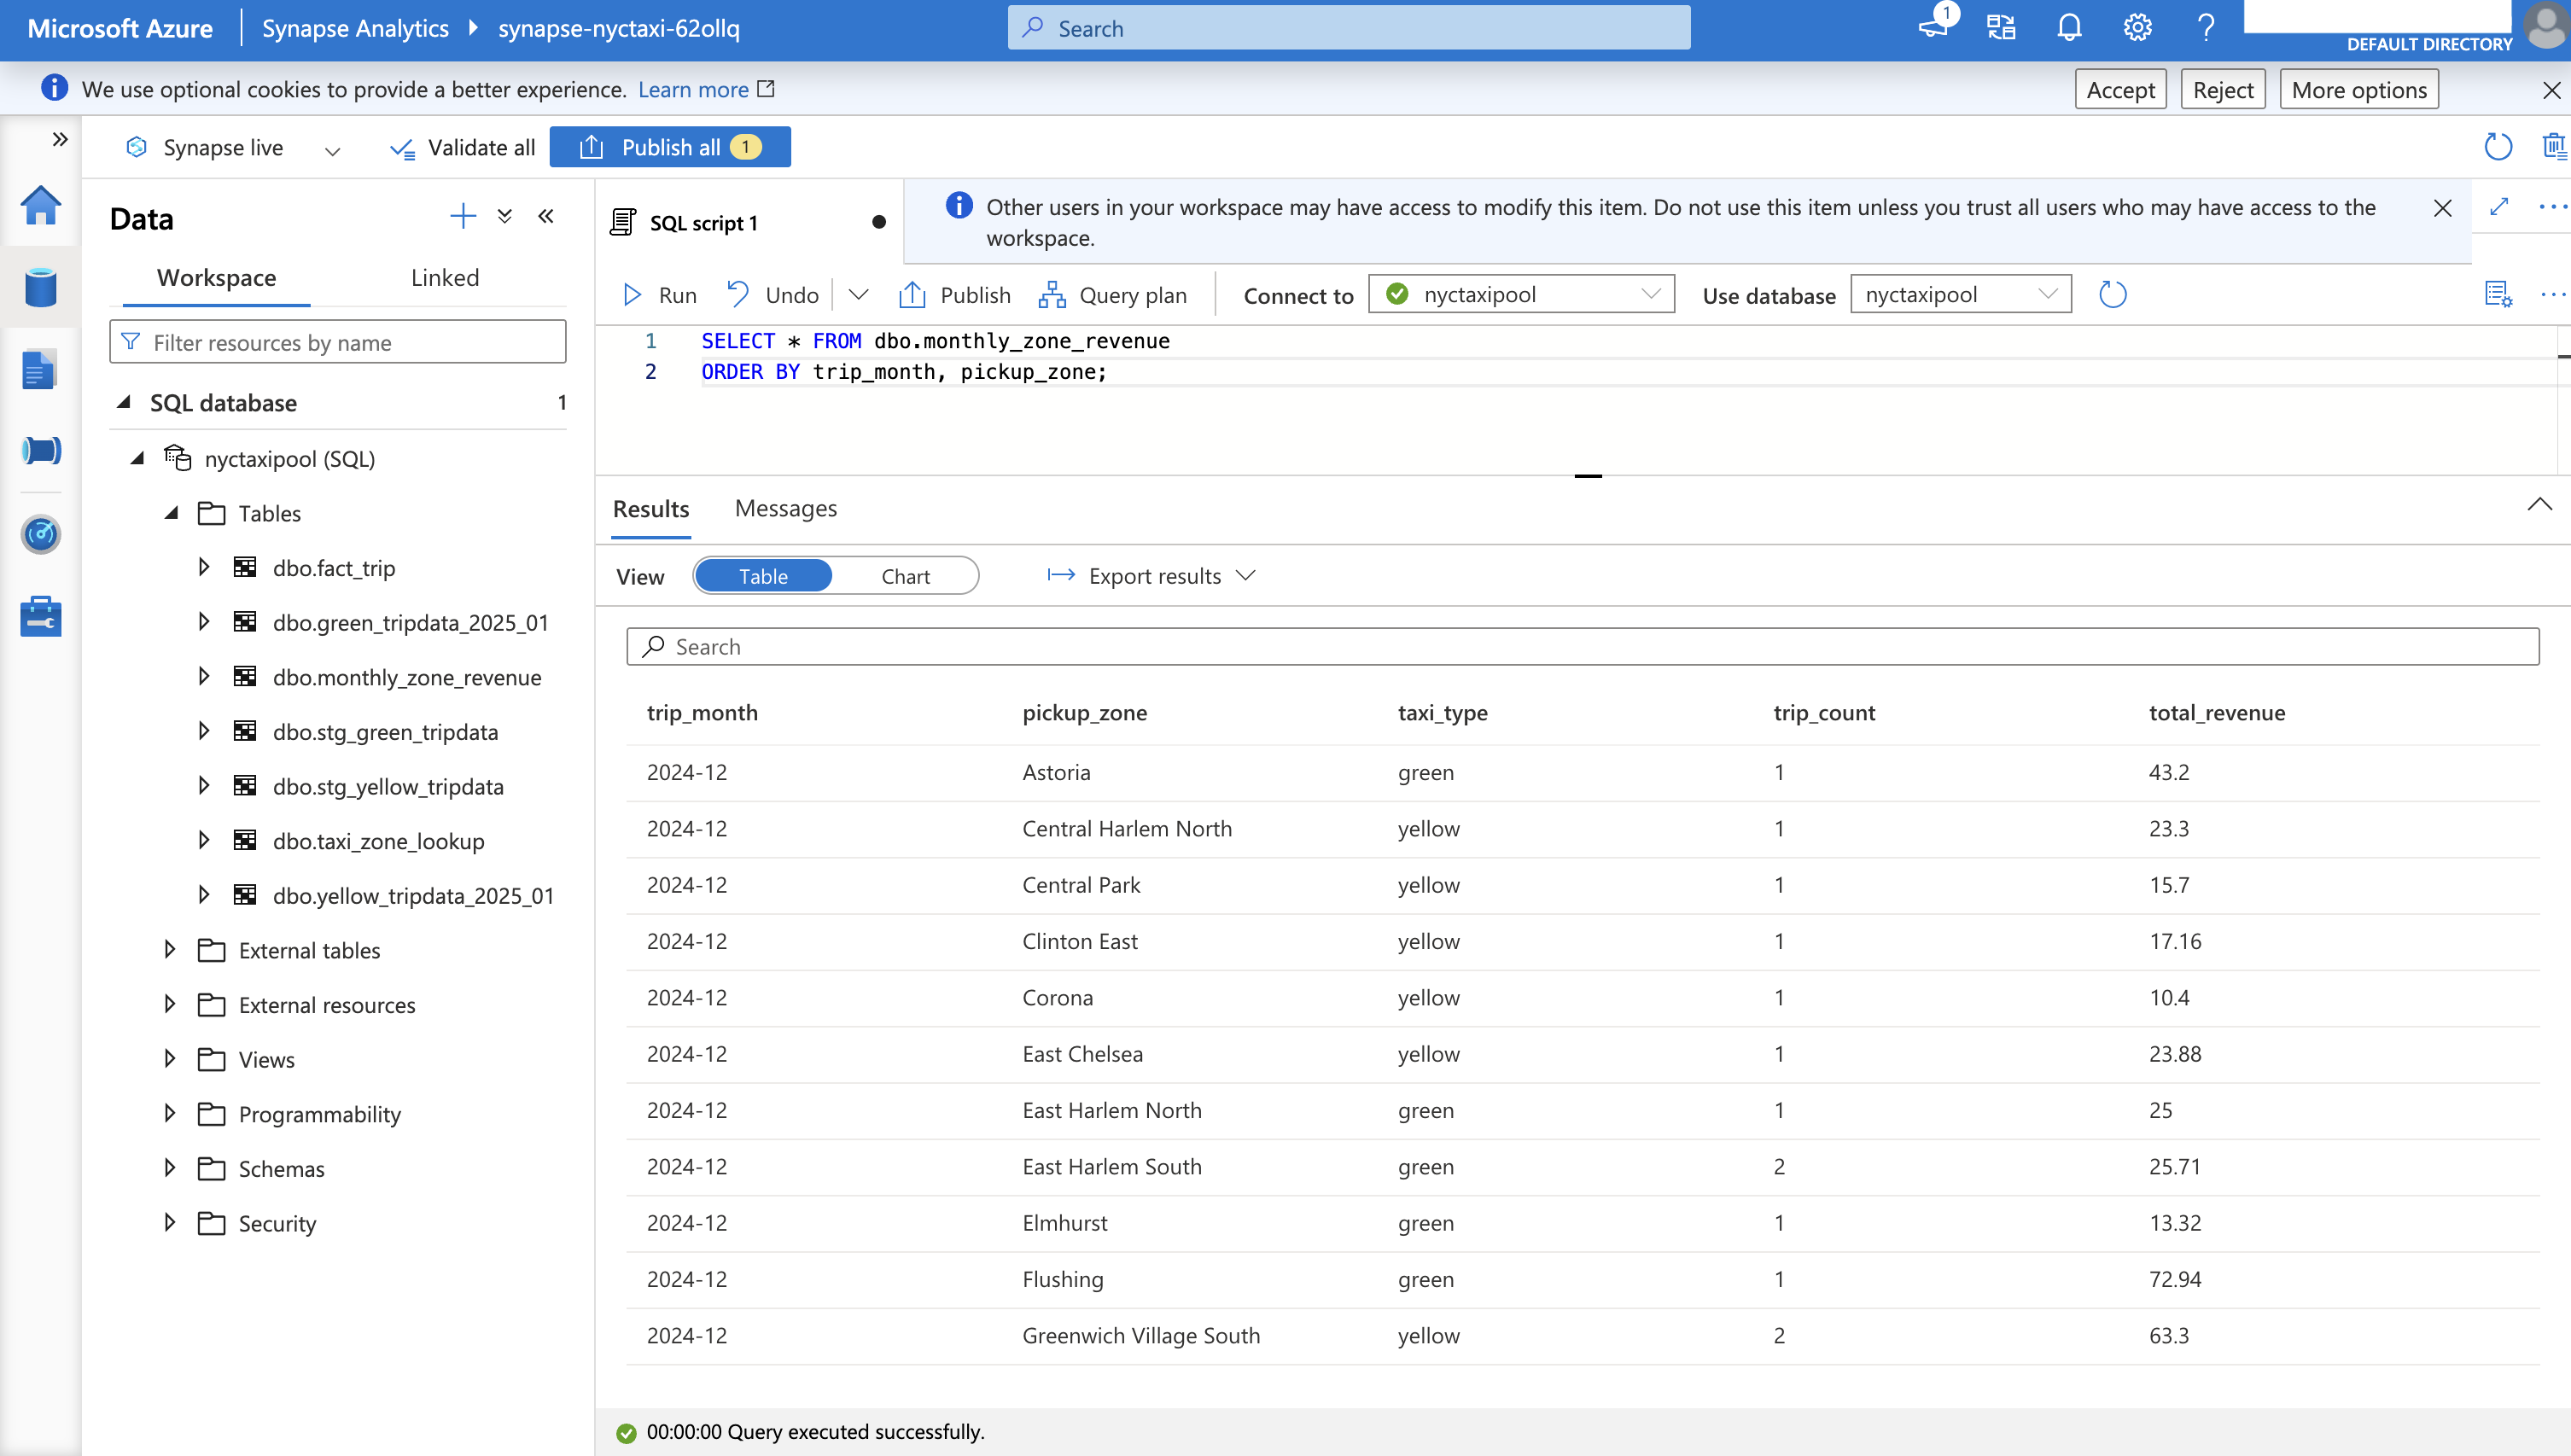 Microsoft Azure
Synapse Analytics
synapse-nyctaxi-62ollq
Search
1
DEFAULT DIRECTORY
We use optional cookies to provide a better experience. Learn more
Accept
Reject
More options
Synapse live
Validate all
Publish all 1
Data
Workspace
Linked
Filter resources by name
SQL database 1
nyctaxipool (SQL)
Tables
dbo.fact_trip
dbo.green_tripdata_2025_01
dbo.monthly_zone_revenue
dbo.stg_green_tripdata
dbo.stg_yellow_tripdata
dbo.taxi_zone_lookup
dbo.yellow_tripdata_2025_01
External tables
External resources
Views
Programmability
Schemas
Security
SQL script 1
Other users in your workspace may have access to modify this item. Do not use this item unless you trust all users who may have access to the
workspace.
Run
Undo
Publish
Query plan
Connect to
nyctaxipool
Use database
nyctaxipool
1 SELECT * FROM dbo.monthly_zone_revenue
2 ORDER BY trip_month, pickup_zone;
Results
Messages
View
Table
Chart
Export results
Search
trip_month pickup_zone taxi_type trip_count total_revenue
2024-12 Astoria green 1 43.2
2024-12 Central Harlem North yellow 1 23.3
2024-12 Central Park yellow 1 15.7
2024-12 Clinton East yellow 1 17.16
2024-12 Corona yellow 1 10.4
2024-12 East Chelsea yellow 1 23.88
2024-12 East Harlem North green 1 25
2024-12 East Harlem South green 2 25.71
2024-12 Elmhurst green 1 13.32
2024-12 Flushing green 1 72.94
2024-12 Greenwich Village South yellow 2 63.3
00:00:00 Query executed successfully.